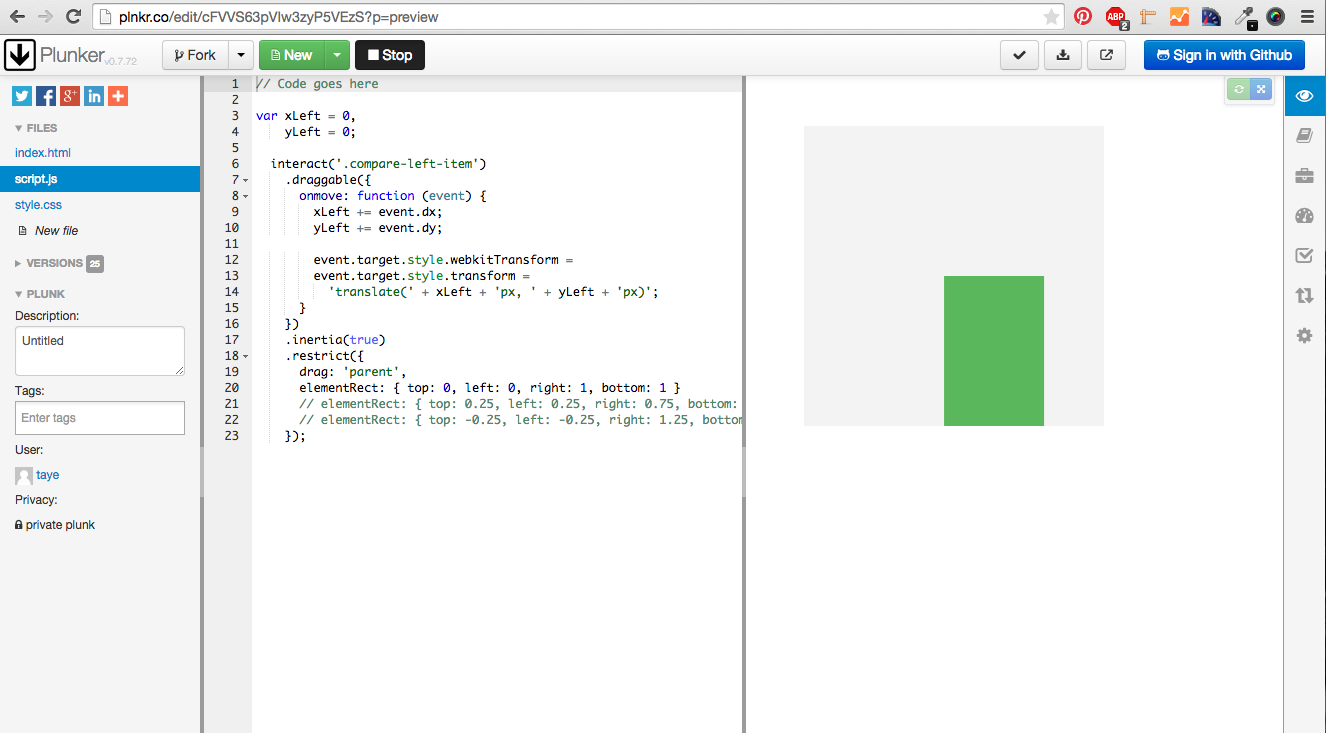 plnkr.co/edit/cFVVS63pVIw3zyP5VEzS?p=preview
ABP
2
Plunker v0.7.72
Fork
New
Stop
Sign in with Github
FILES
index.html
script.js
style.css
New file
VERSIONS 25
PLUNK
Description:
Untitled
Tags:
Enter tags
User:
taye
Privacy:
private plunk
1 // Code goes here
2
3 var xLeft = 0,
4     yLeft = 0;
5
6   interact('.compare-left-item')
7     .draggable({
8       onmove: function (event) {
9         xLeft += event.dx;
10         yLeft += event.dy;
11
12         event.target.style.webkitTransform =
13         event.target.style.transform =
14           'translate(' + xLeft + 'px, ' + yLeft + 'px)';
15       }
16     })
17     .inertia(true)
18     .restrict({
19       drag: 'parent',
20       elementRect: { top: 0, left: 0, right: 1, bottom: 1 }
21       // elementRect: { top: 0.25, left: 0.25, right: 0.75, bottom:
22       // elementRect: { top: -0.25, left: -0.25, right: 1.25, bottom
23     });